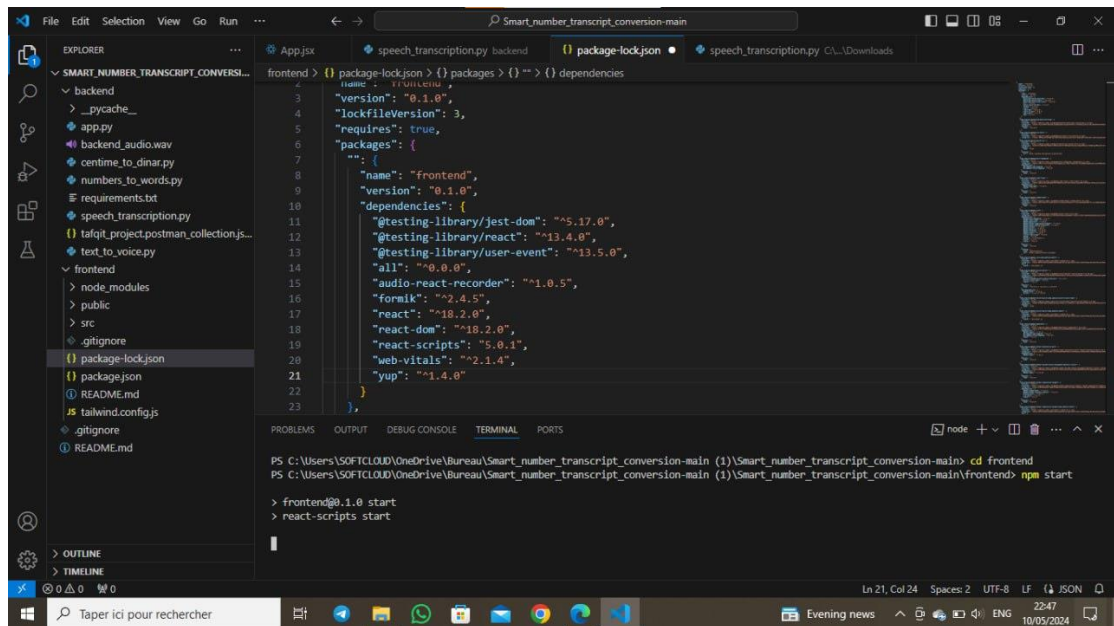 File Edit Selection View Go Run ...
Smart_number_transcript_conversion-main
EXPLORER ...
SMART_NUMBER_TRANSCRIPT_CONVERSI...
backend
__pycache__
app.py
backend_audio.wav
centime_to_dinar.py
numbers_to_words.py
requirements.txt
speech_transcription.py
{} tafqit_project.postman_collection.js...
text_to_voice.py
frontend
node_modules
public
src
.gitignore
{} package-lock.json
{} package.json
README.md
JS tailwind.config.js
.gitignore
README.md
OUTLINE
TIMELINE
App.jsx
speech_transcription.py backend
{} package-lock.json
speech_transcription.py C:\...\Downloads
frontend > {} package-lock.json > {} packages > {} "" > {} dependencies
2 "name": "frontend",
3 "version": "0.1.0",
4 "lockfileVersion": 3,
5 "requires": true,
6 "packages": {
7 "": {
8 "name": "frontend",
9 "version": "0.1.0",
10 "dependencies": {
11 "@testing-library/jest-dom": "^5.17.0",
12 "@testing-library/react": "^13.4.0",
13 "@testing-library/user-event": "^13.5.0",
14 "all": "^0.0.0",
15 "audio-react-recorder": "^1.0.5",
16 "formik": "^2.4.5",
17 "react": "^18.2.0",
18 "react-dom": "^18.2.0",
19 "react-scripts": "5.0.1",
20 "web-vitals": "^2.1.4",
21 "yup": "^1.4.0"
22 }
23 },
PROBLEMS OUTPUT DEBUG CONSOLE TERMINAL PORTS
node
PS C:\Users\SOFTCLOUD\OneDrive\Bureau\Smart_number_transcript_conversion-main (1)\Smart_number_transcript_conversion-main> cd frontend
PS C:\Users\SOFTCLOUD\OneDrive\Bureau\Smart_number_transcript_conversion-main (1)\Smart_number_transcript_conversion-main\frontend> npm start
> frontend@0.1.0 start
> react-scripts start
0 0 0
Ln 21, Col 24 Spaces: 2 UTF-8 LF {} JSON
Taper ici pour rechercher
Evening news
ENG
22:47
10/05/2024